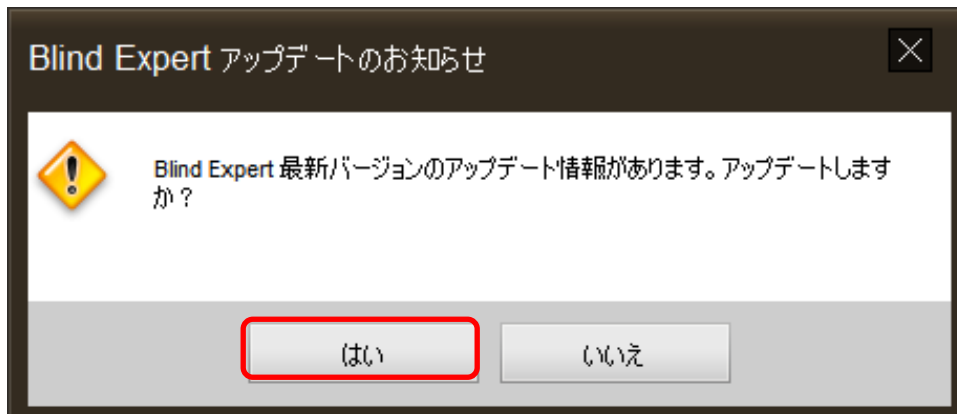 Blind Expert アップデートのお知らせ
Blind Expert 最新バージョンのアップデート情報があります。アップデートします
か？
はい
いいえ